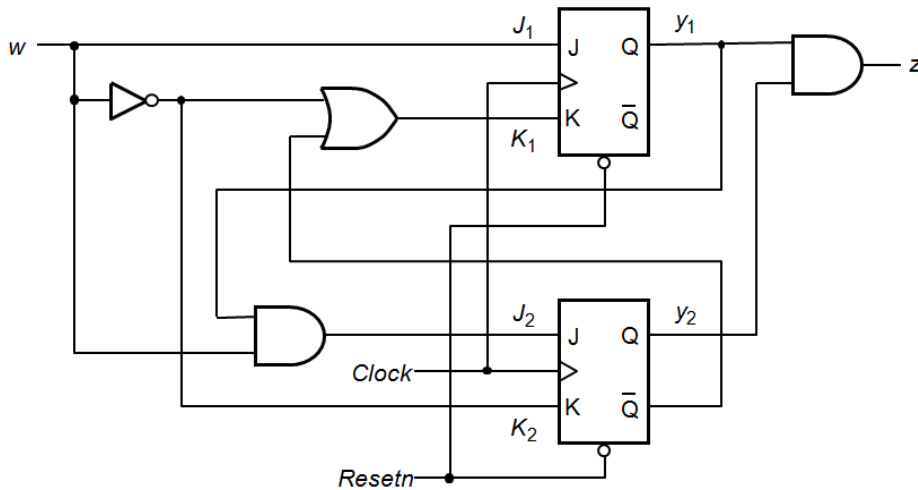 w
J₁
J
Q
y₁
z
K₁
K
Q̅
J₂
J
Q
y₂
Clock
K₂
K
Q̅
Resetn